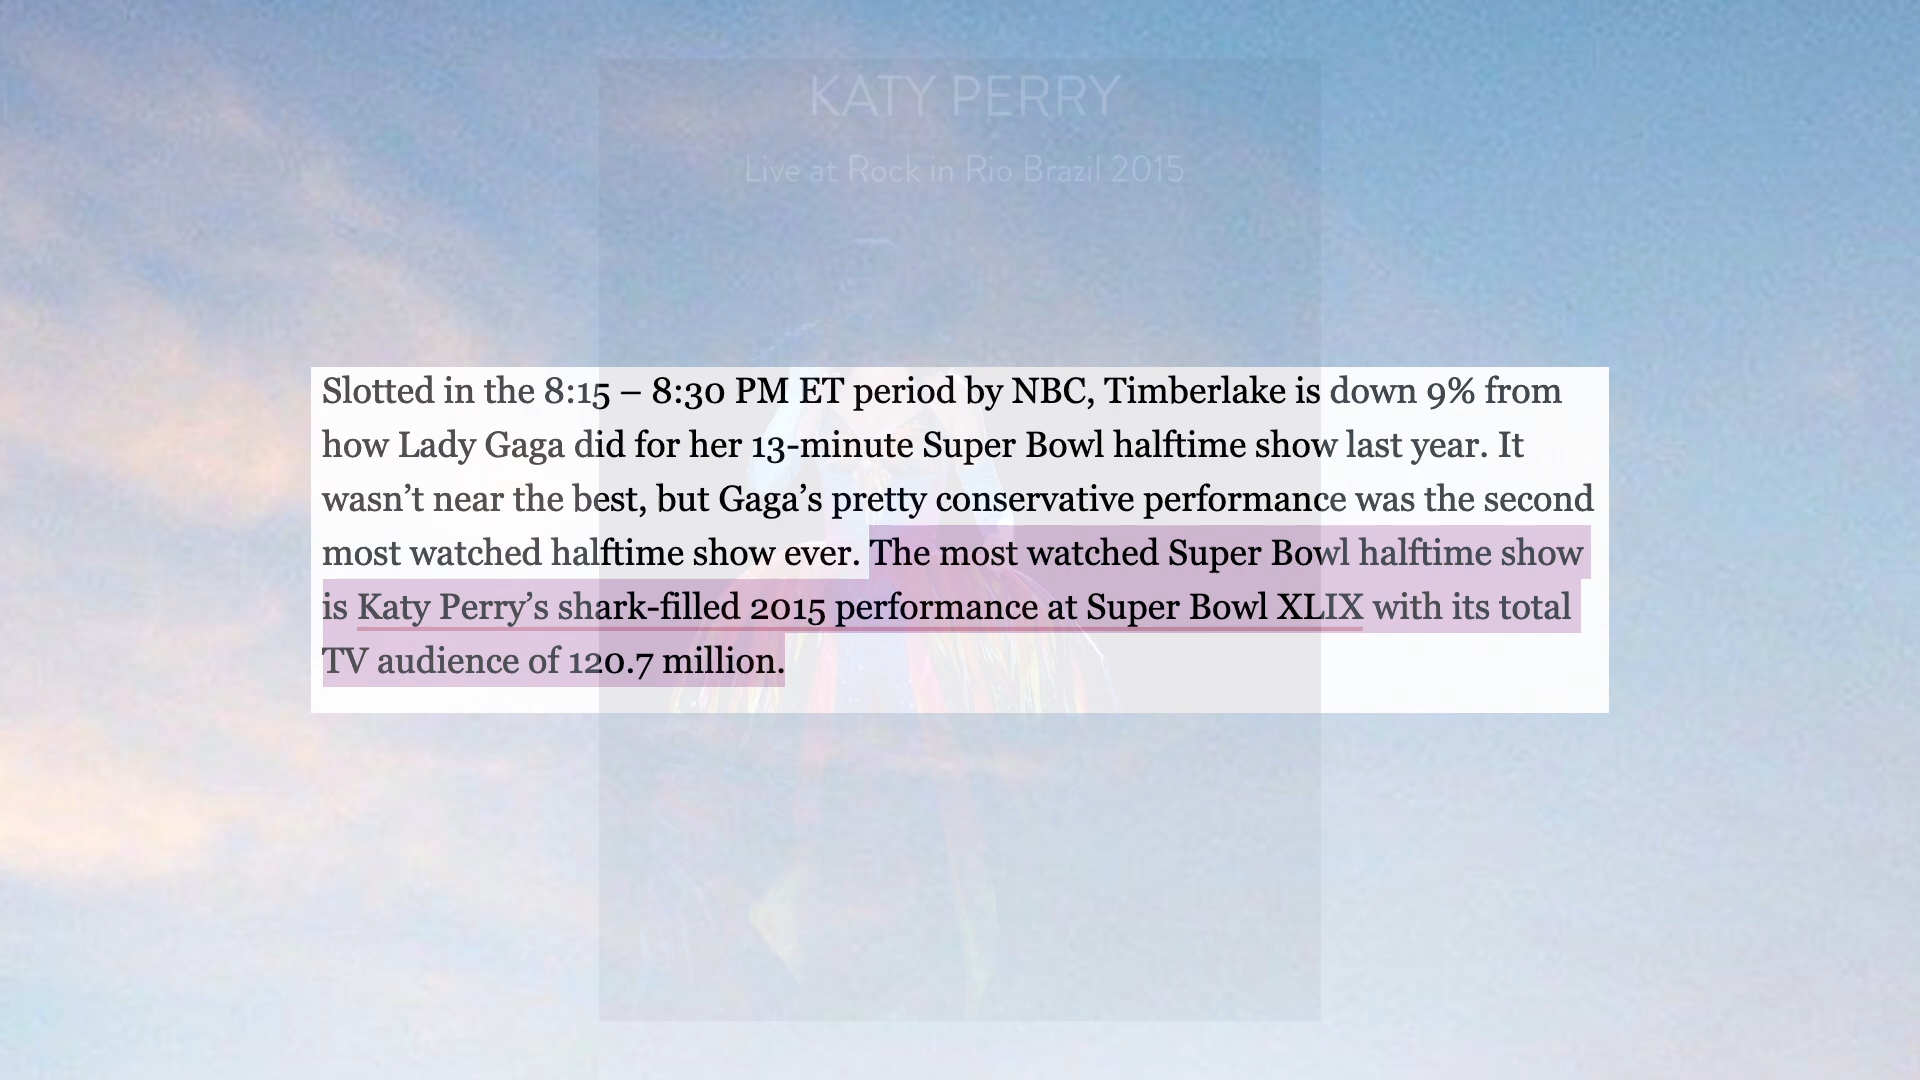 KATY PERRY
Live at Rock in Rio Brazil 2015
Slotted in the 8:15 – 8:30 PM ET period by NBC, Timberlake is down 9% from
how Lady Gaga did for her 13-minute Super Bowl halftime show last year. It
wasn’t near the best, but Gaga’s pretty conservative performance was the second
most watched halftime show ever. The most watched Super Bowl halftime show
is Katy Perry’s shark-filled 2015 performance at Super Bowl XLIX with its total
TV audience of 120.7 million.